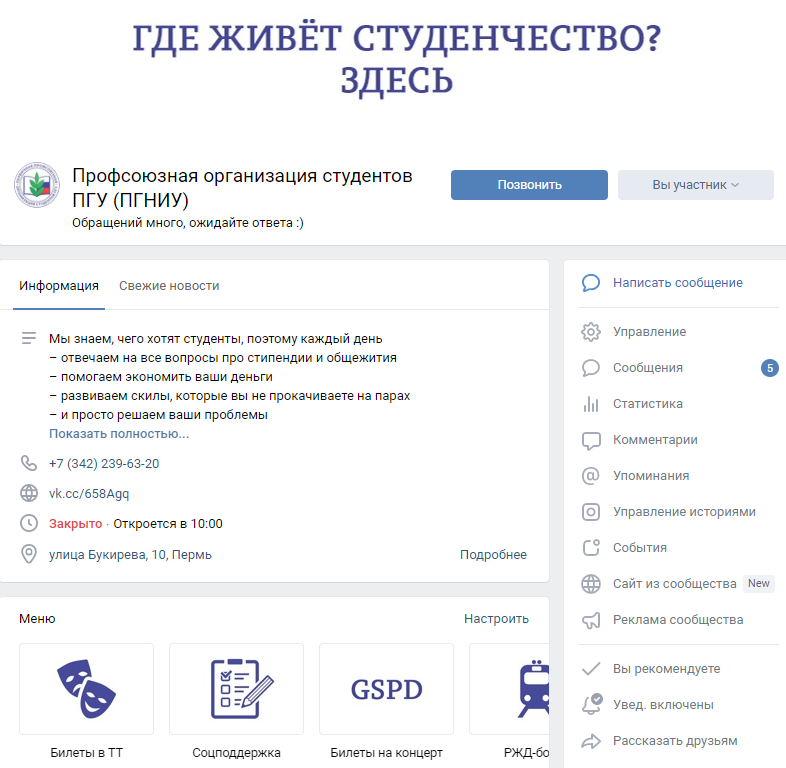 ГДЕ ЖИВЁТ СТУДЕНЧЕСТВО?
ЗДЕСЬ
Профсоюзная организация студентов
ПГУ (ПГНИУ)
Обращений много, ожидайте ответа :)
Позвонить
Вы участник
Информация
Свежие новости
Мы знаем, чего хотят студенты, поэтому каждый день
– отвечаем на все вопросы про стипендии и общежития
– помогаем экономить ваши деньги
– развиваем скилы, которые вы не прокачиваете на парах
– и просто решаем ваши проблемы
Показать полностью...
+7 (342) 239-63-20
vk.cc/658Agq
Закрыто · Откроется в 10:00
улица Букирева, 10, Пермь
Подробнее
Меню
Настроить
GSPD
Билеты в ТТ
Соцподдержка
Билеты на концерт
РЖД-бо
Написать сообщение
Управление
Сообщения 5
Статистика
Комментарии
Упоминания
Управление историями
События
Сайт из сообщества New
Реклама сообщества
Вы рекомендуете
Увед. включены
Рассказать друзьям